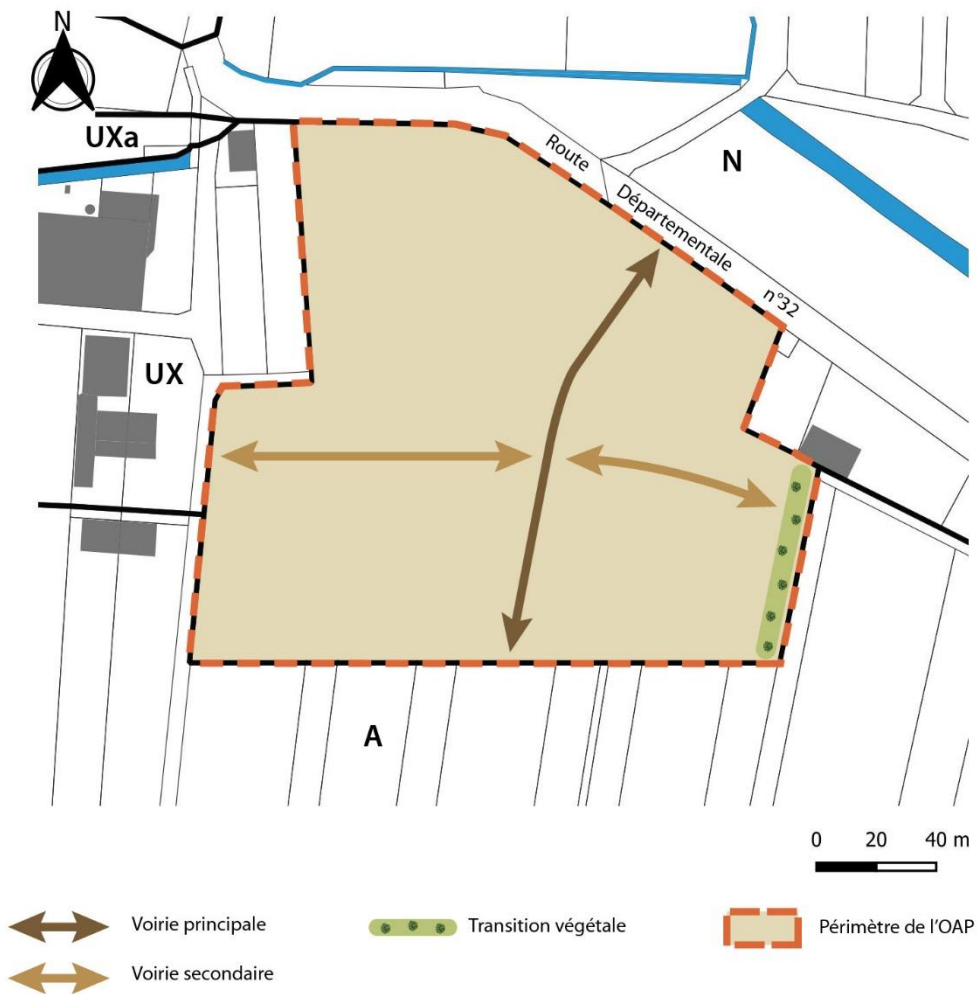 N
UXa
N
Route
Départementale
n°32
UX
A
0 20 40 m
Voirie principale
Transition végétale
Périmètre de l'OAP
Voirie secondaire